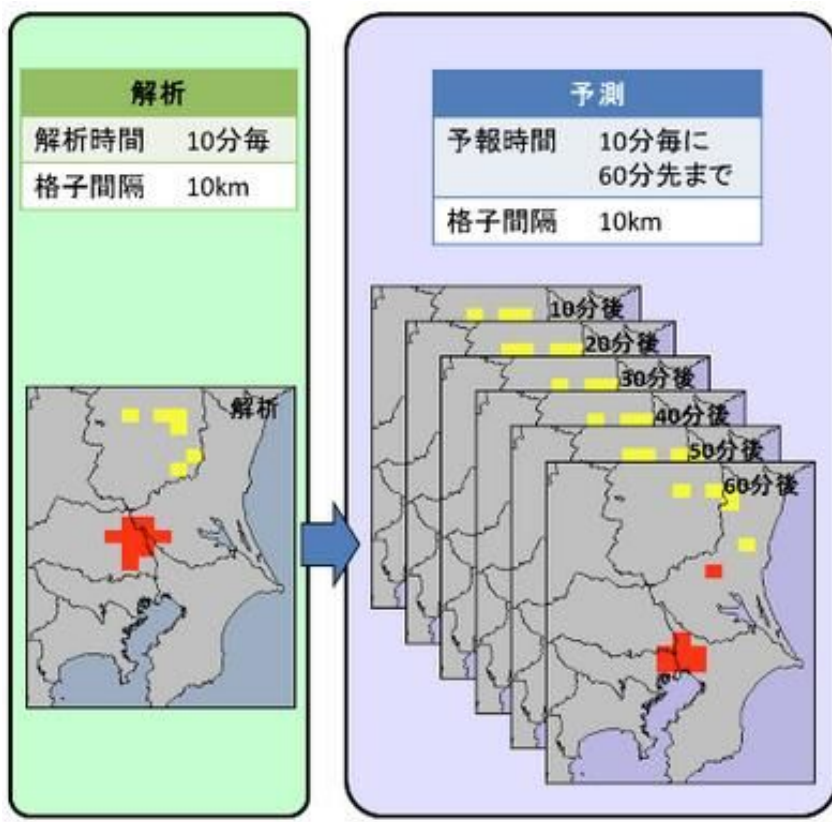 解析
解析時間 10分毎
格子間隔 10km
解析
予測
予報時間 10分毎に
60分先まで
格子間隔 10km
10分後
20分後
30分後
40分後
50分後
60分後